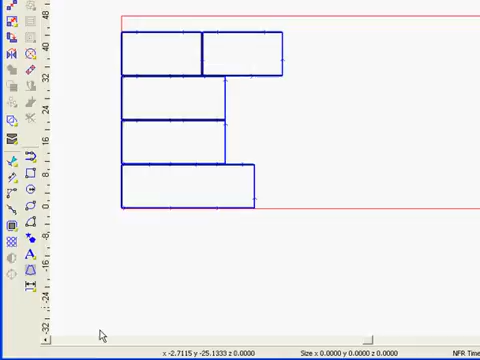 48
40
32
24
16
8
0
-8
-16
-24
-32
A
x -2.7115 y -25.1333 z 0.0000
Size x 0.0000 y 0.0000 z 0.0000
NFR Time